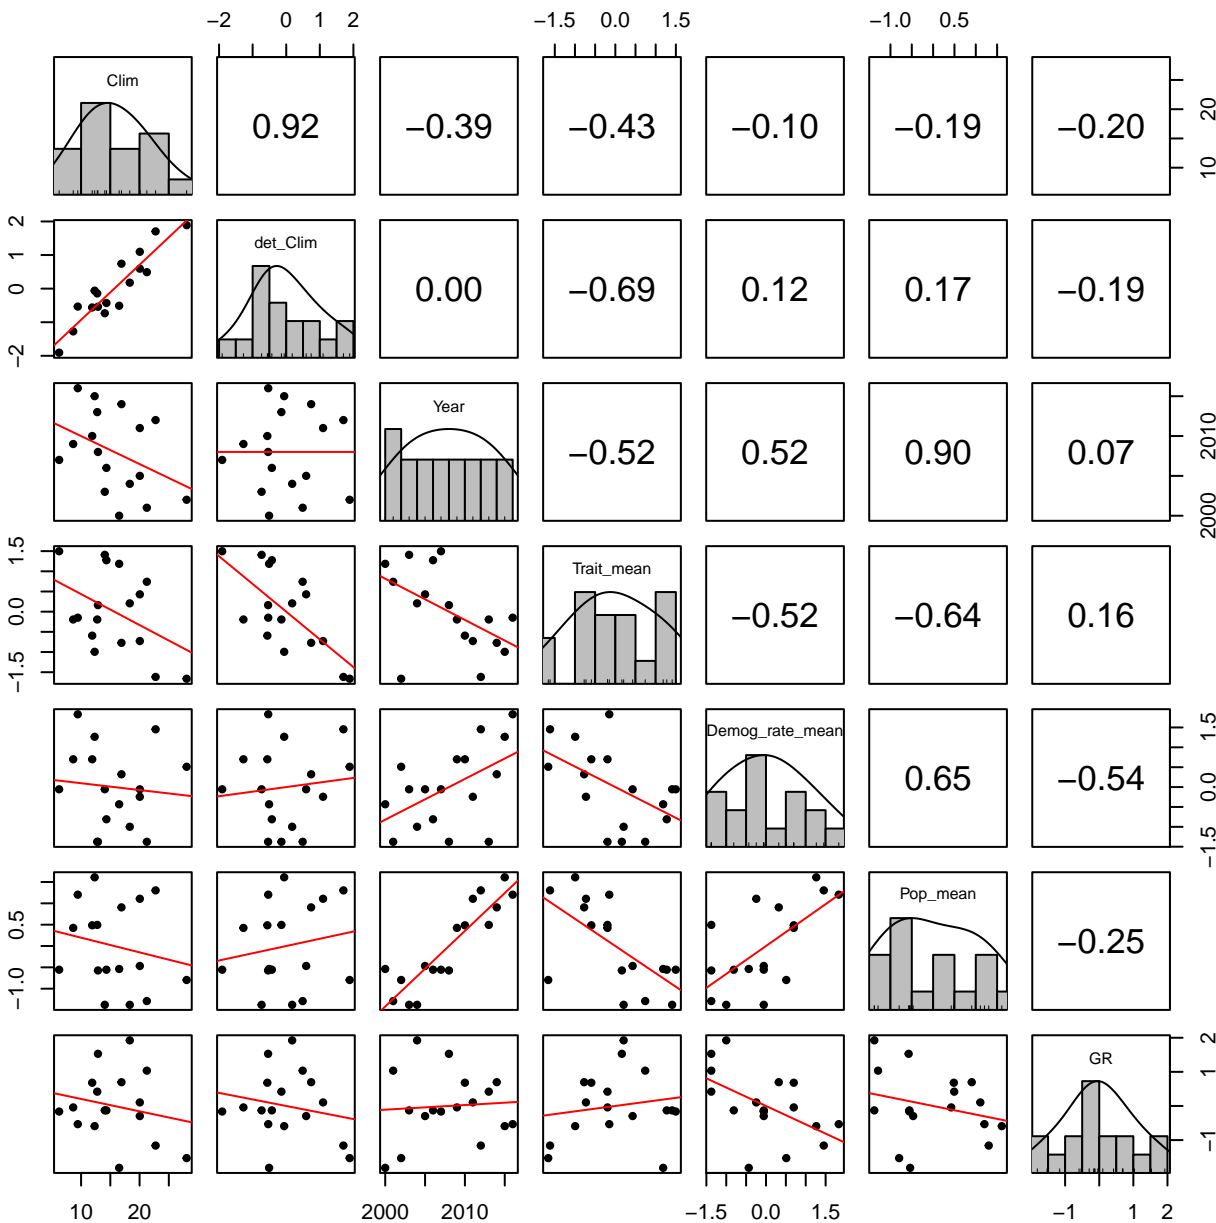 −2 0 1 2 −1.5 0.0 1.5 −1.0 0.5
Clim
0.92 −0.39 −0.43 −0.10 −0.19 −0.20
10 20
−2 0 1 2
det_Clim
0.00 −0.69 0.12 0.17 −0.19
Year
−0.52 0.52 0.90 0.07
2000 2010
−1.5 0.0 1.5
Trait_mean
−0.52 −0.64 0.16
Demog_rate_mean
0.65 −0.54
−1.5 0.0 1.5
−1.0 0.5
Pop_mean
−0.25
GR
−1 1 2
10 20 2000 2010 −1.5 0.0 1.5 −1 1 2